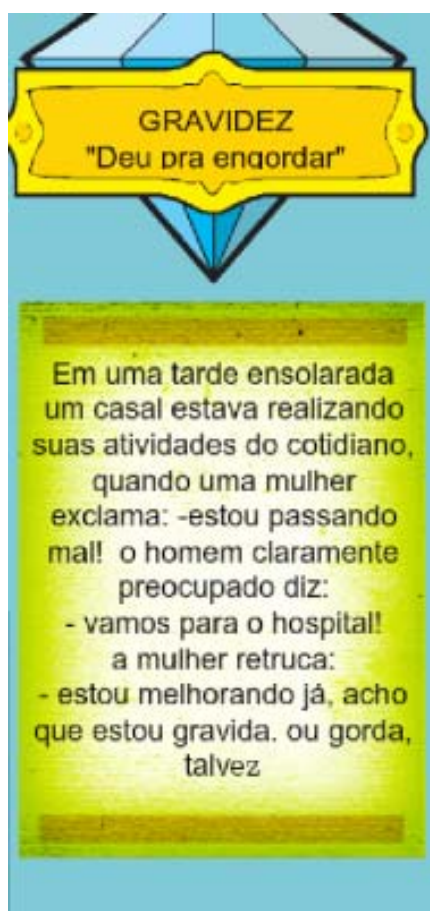 GRAVIDEZ
"Deu pra engordar"
Em uma tarde ensolarada
um casal estava realizando
suas atividades do cotidiano,
quando uma mulher
exclama: -estou passando
mal!  o homem claramente
preocupado diz:
- vamos para o hospital!
a mulher retruca:
- estou melhorando já, acho
que estou gravida. ou gorda,
talvez